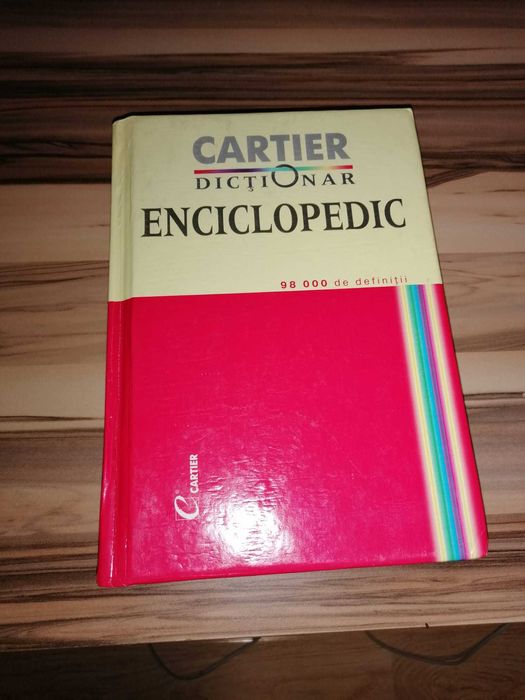 CARTIER
DICȚIONAR
ENCICLOPEDIC
98 000 de definiții
CARTIER